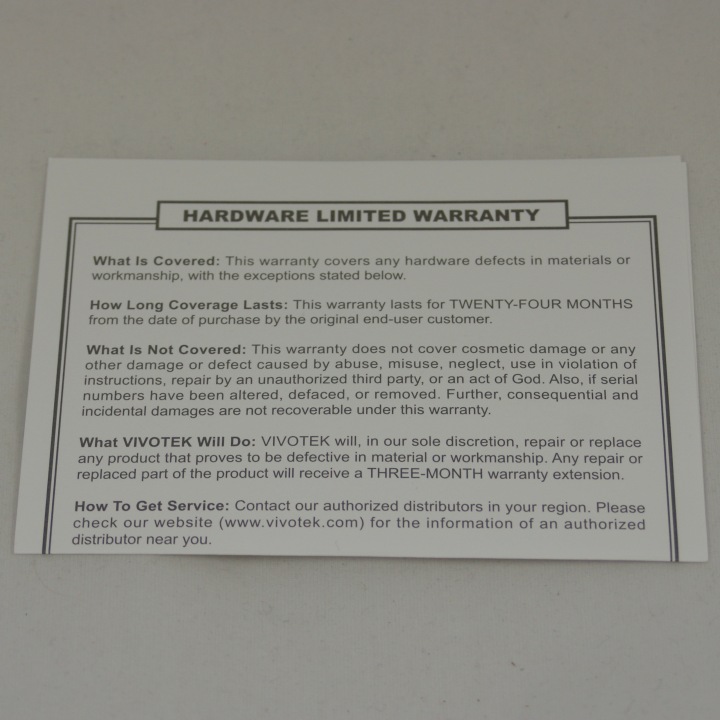 HARDWARE LIMITED WARRANTY
What Is Covered: This warranty covers any hardware defects in materials or
workmanship, with the exceptions stated below.
How Long Coverage Lasts: This warranty lasts for TWENTY-FOUR MONTHS
from the date of purchase by the original end-user customer.
What Is Not Covered: This warranty does not cover cosmetic damage or any
other damage or defect caused by abuse, misuse, neglect, use in violation of
instructions, repair by an unauthorized third party, or an act of God. Also, if serial
numbers have been altered, defaced, or removed. Further, consequential and
incidental damages are not recoverable under this warranty.
What VIVOTEK Will Do: VIVOTEK will, in our sole discretion, repair or replace
any product that proves to be defective in material or workmanship. Any repair or
replaced part of the product will receive a THREE-MONTH warranty extension.
How To Get Service: Contact our authorized distributors in your region. Please
check our website (www.vivotek.com) for the information of an authorized
distributor near you.